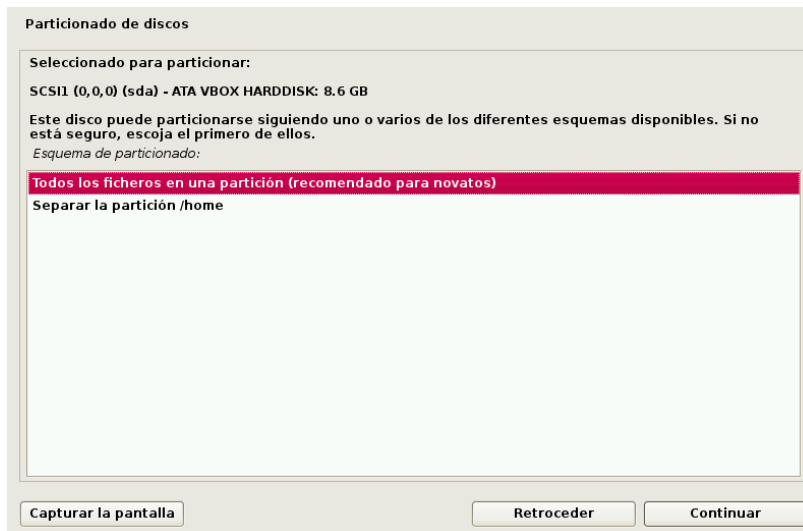 Particionado de discos
Seleccionado para particionar:
SCSI1 (0,0,0) (sda) - ATA VBOX HARDDISK: 8.6 GB
Este disco puede particionarse siguiendo uno o varios de los diferentes esquemas disponibles. Si no
está seguro, escoja el primero de ellos.
Esquema de particionado:
Todos los ficheros en una partición (recomendado para novatos)
Separar la partición /home
Capturar la pantalla
Retroceder
Continuar